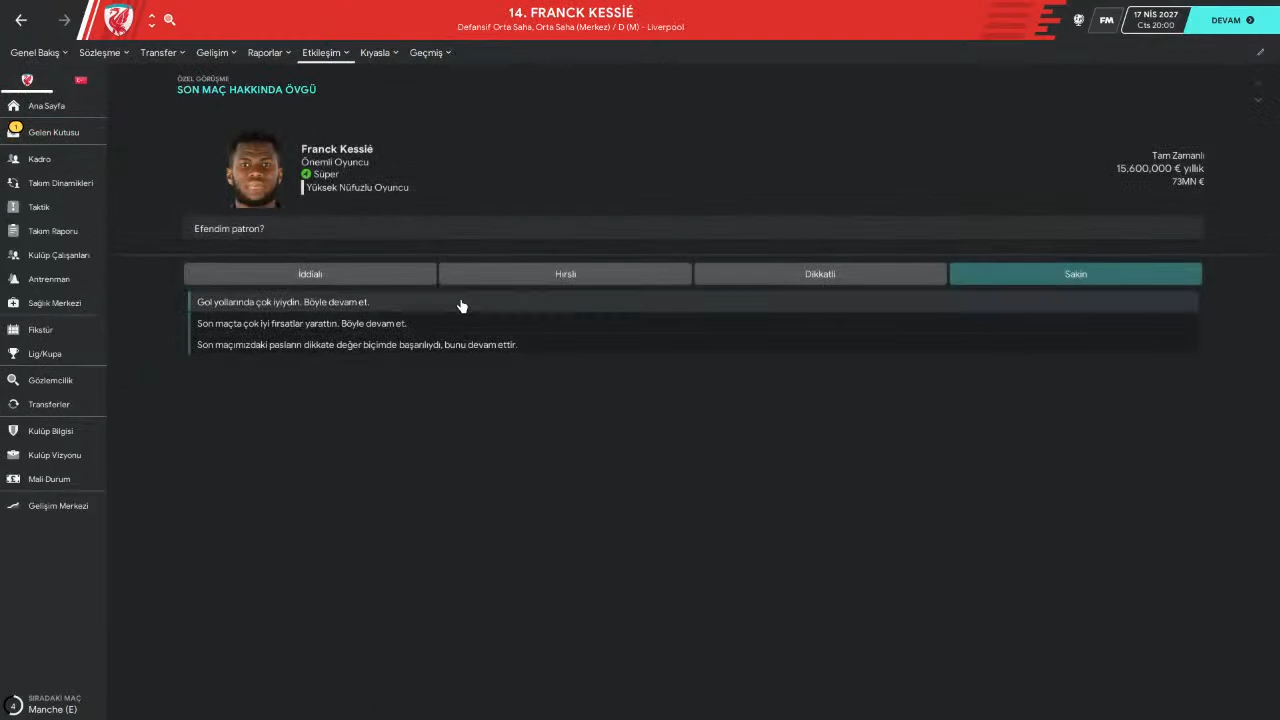 14. FRANCK KESSIÉ
Defansif Orta Saha, Orta Saha (Merkez) / D (M) - Liverpool
FM
17 NİS 2027
Cts 20:00
DEVAM
Genel Bakış
Sözleşme
Transfer
Gelişim
Raporlar
Etkileşim
Kıyasla
Geçmiş
Ana Sayfa
1
Gelen Kutusu
Kadro
Takım Dinamikleri
Taktik
Takım Raporu
Kulüp Çalışanları
Antrenman
Sağlık Merkezi
Fikstür
Lig/Kupa
Gözlemcilik
Transferler
Kulüp Bilgisi
Kulüp Vizyonu
Mali Durum
Gelişim Merkezi
4
SIRADAKİ MAÇ
Manche (E)
ÖZEL GÖRÜŞME
SON MAÇ HAKKINDA ÖVGÜ
Franck Kessié
Önemli Oyuncu
Süper
Yüksek Nüfuzlu Oyuncu
Tam Zamanlı
15,600,000 € yıllık
73MN €
Efendim patron?
İddialı
Hırslı
Dikkatli
Sakin
Gol yollarında çok iyiydin. Böyle devam et.
Son maçta çok iyi fırsatlar yarattın. Böyle devam et.
Son maçımızdaki pasların dikkate değer biçimde başarılıydı, bunu devam ettir.